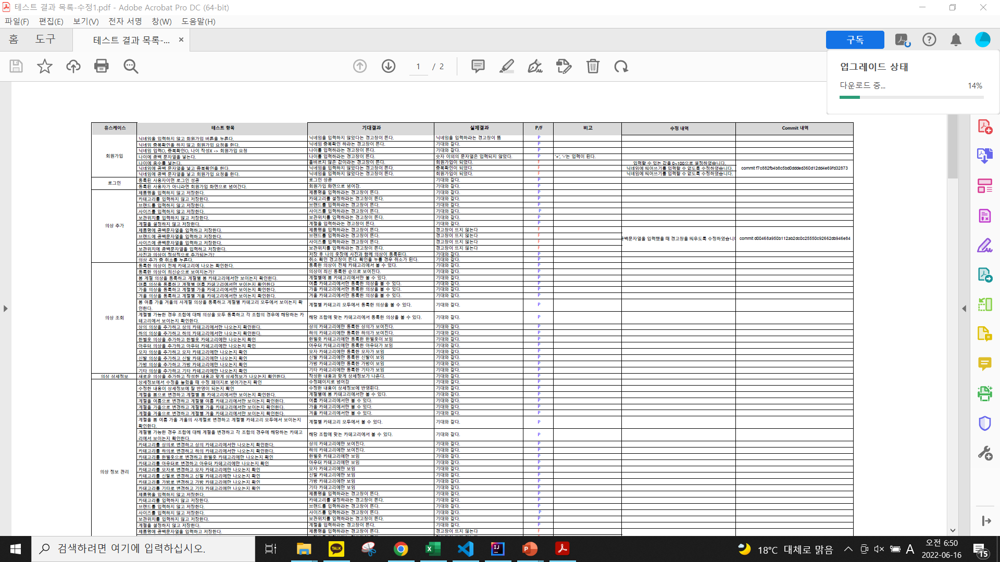 테스트 결과 목록-수정1.pdf - Adobe Acrobat Pro DC (64-bit)
파일(F) 편집(E) 보기(V) 전자 서명 창(W) 도움말(H)
홈 도구 테스트 결과 목록-... × 구독
1 / 2
업그레이드 상태
다운로드 중... 14%
유스케이스 테스트 항목 기대결과 실제결과 P/F 비고 수정 내역 Commit 내역
회원가입
닉네임을 입력하지 않고 회원가입 버튼을 누른다. 닉네임을 입력하지 않았다는 경고창이 뜬다. 닉네임을 입력하라는 경고창이 뜸 P
닉네임 중복확인을 하지 않고 회원가입 요청을 한다. 닉네임 중복확인 하라는 경고창이 뜬다. 기대와 같다. P
닉네임 입력O, 중복확인O, 나이 작성X -> 회원가입 요청 나이를 입력하라는 경고창이 뜬다. 기대와 같다. P
나이에 공백 문자열을 넣는다. 나이를 입력하라는 경고창이 뜬다. 숫자 이외의 문자열은 입력되지 않았다. P '+', '-'는 입력이 된다.
나이에 음수를 넣는다. 올바르지 않은 값이라는 경고창이 뜬다. 회원가입이 되었다. F 입력할 수 있는 값을 0~100으로 설정하였습니다.
닉네임에 공백 문자열을 넣고 중복확인을 한다. 닉네임을 입력하지 않았다는 경고창이 뜬다. 중복확인이 되었다. F 닉네임에 띄어쓰기를 입력할 수 없도록 수정하였습니다. commit f7c882fb4b8c5bd0ddded360d12dd4e69fd32873
닉네임에 공백 문자열을 넣고 회원가입 요청을 한다. 닉네임을 입력하지 않았다는 경고창이 뜬다. 회원가입이 되었다. F 닉네임에 띄어쓰기를 입력할 수 없도록 수정하였습니다.
로그인
등록된 사용자이면 로그인 성공 로그인 성공 기대와 같다. P
등록된 사용자가 아니라면 회원가입 화면으로 넘어간다. 회원가입 화면으로 넘어감. 기대와 같다. P
의상 추가
제품명을 입력하지 않고 저장한다. 제품명을 입력하라는 경고창이 뜬다. 기대와 같다. P
카테고리를 입력하지 않고 저장한다. 카테고리를 설정하라는 경고창이 뜬다. 기대와 같다. P
브랜드를 입력하지 않고 저장한다. 브랜드를 입력하라는 경고창이 뜬다. 기대와 같다. P
사이즈를 입력하지 않고 저장한다. 사이즈를 입력하라는 경고창이 뜬다. 기대와 같다. P
보관위치를 입력하지 않고 저장한다. 보관위치를 입력하라는 경고창이 뜬다. 기대와 같다. P
계절을 설정하지 않고 저장한다. 계절을 입력하라는 경고창이 뜬다. 기대와 같다. P
제품명에 공백문자열을 입력하고 저장한다. 제품명을 입력하라는 경고창이 뜬다. 경고창이 뜨지 않는다 F
브랜드에 공백문자열을 입력하고 저장한다. 브랜드를 입력하라는 경고창이 뜬다. 경고창이 뜨지 않는다 F
백문자열을 입력했을 때 경고창을 띄우도록 수정하였습니 commit d00468a950b112ab2dc0c25550c92662db946e84
사이즈에 공백문자열을 입력하고 저장한다. 사이즈를 입력하라는 경고창이 뜬다. 경고창이 뜨지 않는다 F
보관위치에 공백문자열을 입력하고 저장한다. 보관위치를 입력하라는 경고창이 뜬다. 경고창이 뜨지 않는다 F
사진과 의상이 정상적으로 추가되는가? 저장 후 나의 옷장에 사진과 함께 의상이 등록된다. 기대와 같다. P
의상 추가 중 취소를 누른다. 취소 확인 경고창이 뜬다. 확인을 누를 경우 취소가 된다. 기대와 같다. P
의상 조회
등록한 의상이 전체 카테고리에 나오는 확인한다. 등록한 의상이 전체 카테고리에서 볼 수 있다. 기대와 같다. P
등록한 의상이 최신순으로 보여지는가? 의상이 최신 등록한 순으로 보여진다. 기대와 같다. P
봄 계절 의상을 등록하고 계절별 봄 카테고리에서만 보이는지 확인한다. 계절별에 봄 카테고리에서만 볼 수 있다. 기대와 같다. P
여름 의상을 등록하고 계절별 여름 카테고리에서만 보이는지 확인한다. 여름 카테고리에서만 등록한 의상을 볼 수 있다. 기대와 같다. P
가을 의상을 등록하고 계절별 가을 카테고리에서만 보이는지 확인한다. 가을 카테고리에서만 등록한 의상을 볼 수 있다. 기대와 같다. P
겨울 의상을 등록하고 계절별 겨울 카테고리에서만 보이는지 확인한다. 겨울 카테고리에서만 등록한 의상을 볼 수 있다. 기대와 같다. P
봄 여름 가을 겨울의 사계절 의상을 등록하고 계절별 카테고리 모두에서 보이는지 확
인한다. 계절별 카테고리 모두에서 등록한 의상을 볼 수 있다. 기대와 같다. P
계절별 가능한 경우 조합에 대해 의상을 모두 등록하고 각 조합의 경우에 해당하는 카
테고리에서 보이는지 확인한다. 해당 조합에 맞는 카테고리에서 등록한 의상을 볼 수 있다. 기대와 같다. P
상의 의상을 추가하고 상의 카테고리에서만 나오는지 확인한다. 상의 카테고리에만 등록한 상의가 보여진다. 기대와 같다. P
하의 의상을 추가하고 하의 카테고리에서만 나오는지 확인한다. 하의 카테고리에만 등록한 하의가 보여진다. 기대와 같다. P
한벌옷 의상을 추가하고 한벌옷 카테고리에만 나오는지 확인 한벌옷 카테고리에만 등록한 한벌옷이 보임 기대와 같다. P
아우터 의상을 추가하고 아우터 카테고리에만 나오는지 확인 아우터 카테고리에만 등록한 아우터가 보임 기대와 같다. P
모자 의상을 추가하고 모자 카테고리에만 나오는지 확인 모자 카테고리에만 등록한 모자가 보임 기대와 같다. P
신발 의상을 추가하고 신발 카테고리에만 나오는지 확인 신발 카테고리에만 등록한 신발이 보임 기대와 같다. P
가방 의상을 추가하고 가방 카테고리에만 나오는지 확인 가방 카테고리에만 등록한 가방이 보임 기대와 같다. P
기타 의상을 추가하고 기타 카테고리에만 나오는지 확인 기타 카테고리에만 등록한 기타가 보임 기대와 같다. P
의상 상세정보 새로운 의상을 추가하고 작성한 내용과 맞게 상세정보가 나오는지 확인한다. 작성한 내용과 맞게 상세정보가 나온다. 기대와 같다. P
의상 정보 관리
상세정보에서 수정을 눌렀을 때 수정 페이지로 넘어가는지 확인 수정페이지로 넘어감 기대와 같다. P
수정한 내용이 상세정보에 잘 반영이 되는지 확인 수정한 내용이 상세정보에 반영된다. 기대와 같다. P
계절을 봄으로 변경하고 계절별 봄 카테고리에서만 보이는지 확인한다. 계절별에 봄 카테고리에서만 볼 수 있다. 기대와 같다. P
계절을 여름으로 변경하고 계절별 여름 카테고리에서만 보이는지 확인한다. 여름 카테고리에서만 볼 수 있다. 기대와 같다. P
계절을 가을으로 변경하고 계절별 가을 카테고리에서만 보이는지 확인한다. 가을 카테고리에서만 볼 수 있다. 기대와 같다. P
계절을 겨울으로 변경하고 계절별 겨울 카테고리에서만 보이는지 확인한다. 겨울 카테고리에서만 볼 수 있다. 기대와 같다. P
계절을 봄 여름 가을 겨울의 사계절로 변경하고 계절별 카테고리 모두에서 보이는지
확인한다. 계절별 카테고리 모두에서 볼 수 있다. 기대와 같다. P
계절별 가능한 경우 조합에 대해 계절을 변경하고 각 조합의 경우에 해당하는 카테고
리에서 보이는지 확인한다. 해당 조합에 맞는 카테고리에서 볼 수 있다. 기대와 같다. P
카테고리를 상의로 변경하고 상의 카테고리에서만 나오는지 확인한다. 상의 카테고리에만 보여진다. 기대와 같다. P
카테고리를 하의로 변경하고 하의 카테고리에서만 나오는지 확인한다. 하의 카테고리에만 보여진다. 기대와 같다. P
카테고리를 한벌옷으로 변경하고 한벌옷 카테고리에만 나오는지 확인 한벌옷 카테고리에만 보임 기대와 같다. P
카테고리를 아우터로 변경하고 아우터 카테고리에만 나오는지 확인 아우터 카테고리에만 보임 기대와 같다. P
카테고리를 모자로 변경하고 모자 카테고리에만 나오는지 확인 모자 카테고리에만 보임 기대와 같다. P
카테고리를 신발로 변경하고 신발 카테고리에만 나오는지 확인 신발 카테고리에만 보임 기대와 같다. P
카테고리를 가방로 변경하고 가방 카테고리에만 나오는지 확인 가방 카테고리에만 보임 기대와 같다. P
카테고리를 기타로 변경하고 기타 카테고리에만 나오는지 확인 기타 카테고리에만 보임 기대와 같다. P
제품명을 입력하지 않고 저장한다. 제품명을 입력하라는 경고창이 뜬다. 기대와 같다. P
카테고리를 입력하지 않고 저장한다. 카테고리를 설정하라는 경고창이 뜬다. 기대와 같다. P
브랜드를 입력하지 않고 저장한다. 브랜드를 입력하라는 경고창이 뜬다. 기대와 같다. P
사이즈를 입력하지 않고 저장한다. 사이즈를 입력하라는 경고창이 뜬다. 기대와 같다. P
보관위치를 입력하지 않고 저장한다. 보관위치를 입력하라는 경고창이 뜬다. 기대와 같다. P
계절을 설정하지 않고 저장한다. 계절을 입력하라는 경고창이 뜬다. 기대와 같다. P
제품명에 공백문자열을 입력하고 저장한다. 제품명을 입력하라는 경고창이 뜬다. 경고창이 뜨지 않는다 F
검색하려면 여기에 입력하십시오. TALK 18°C 대체로 맑음 A 오전 6:50
2022-06-16 15